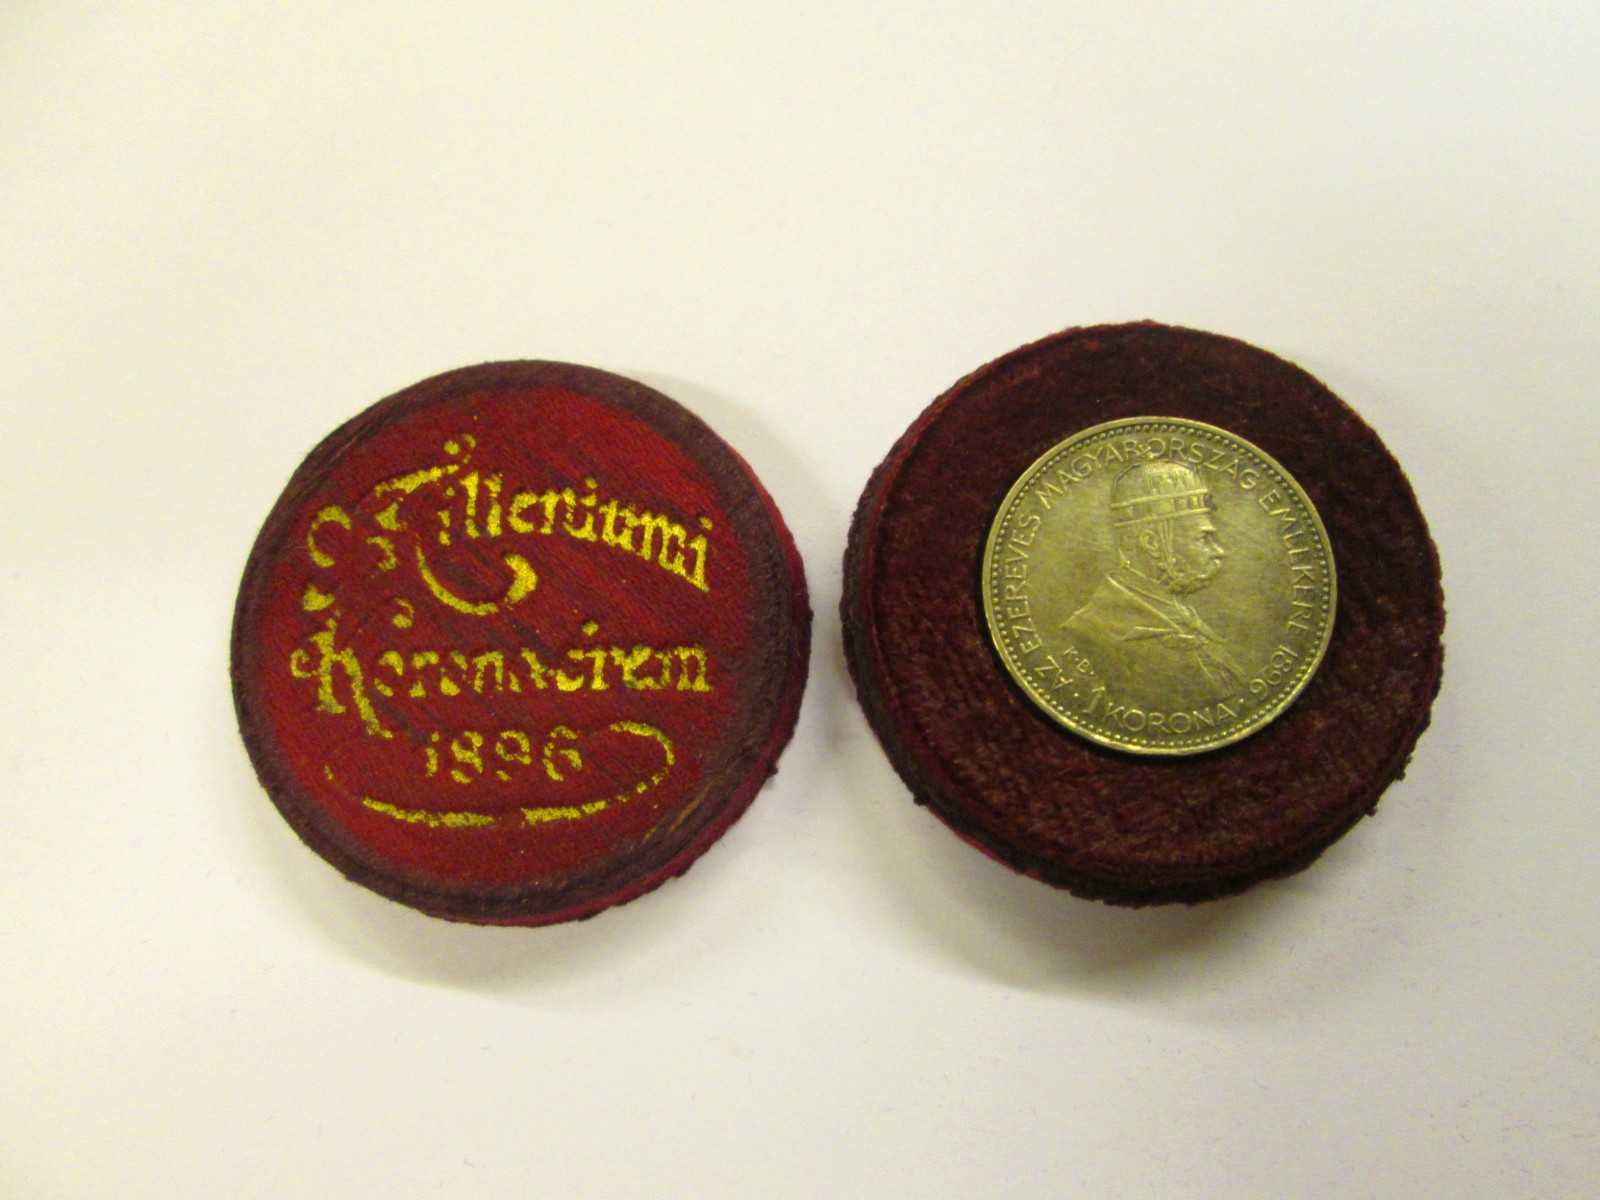 Milleniumi
Koronaérem
1896
· AZ EZERÉVES MAGYARORSZÁG EMLÉKÉRE 1896 ·
1 KORONA
K·B·